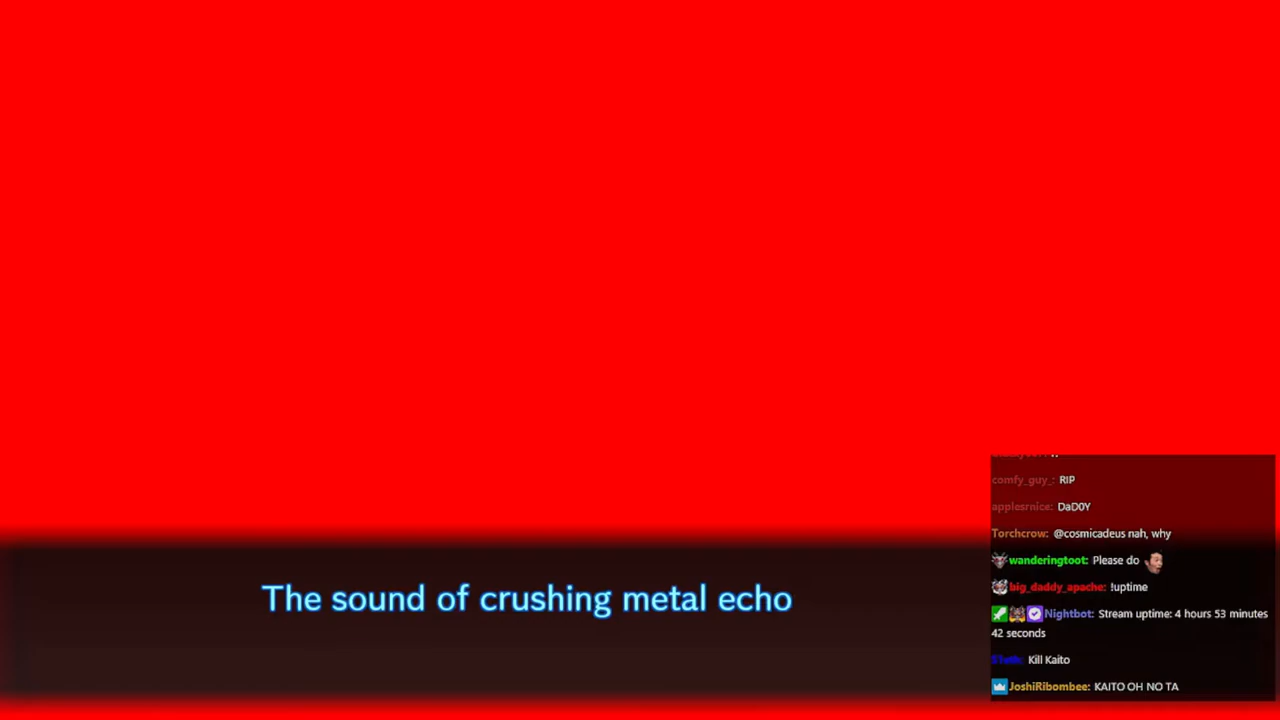 The sound of crushing metal echo
comfy_guy_: RIP
applesrnice: DaD0Y
Torchcrow: @cosmicadeus nah, why
wanderingtoot: Please do
big_daddy_apache: !uptime
Nightbot: Stream uptime: 4 hours 53 minutes
42 seconds
Kill Kaito
JoshiRibombee: KAITO OH NO TA